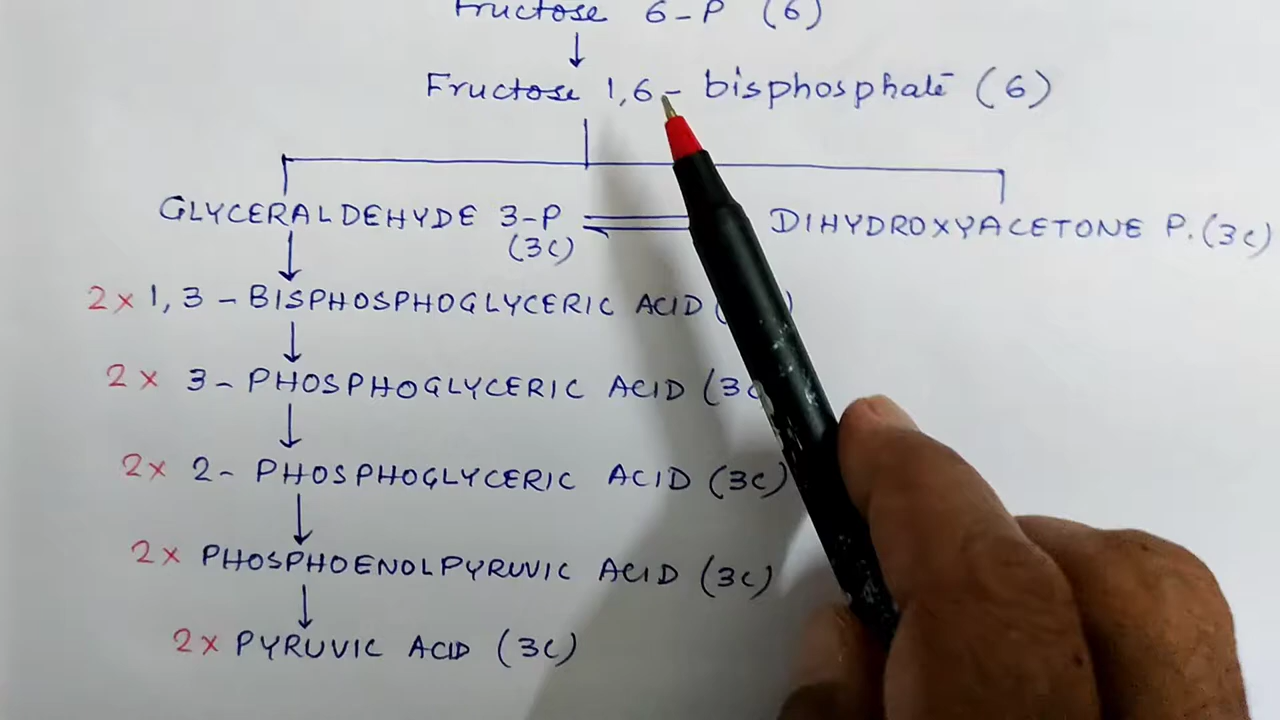 Fructose 6-P (6)
Fructose 1,6- bisphosphate (6)
GLYCERALDEHYDE 3-P
(3C)
DIHYDROXYACETONE P. (3C)
2x 1,3 - BISPHOSPHOGLYCERIC ACID
2x 3- PHOSPHOGLYCERIC ACID (3C
2x 2- PHOSPHOGLYCERIC ACID (3C)
2x PHOSPHOENOLPYRUVIC ACID (3C)
2x PYRUVIC ACID (3C)